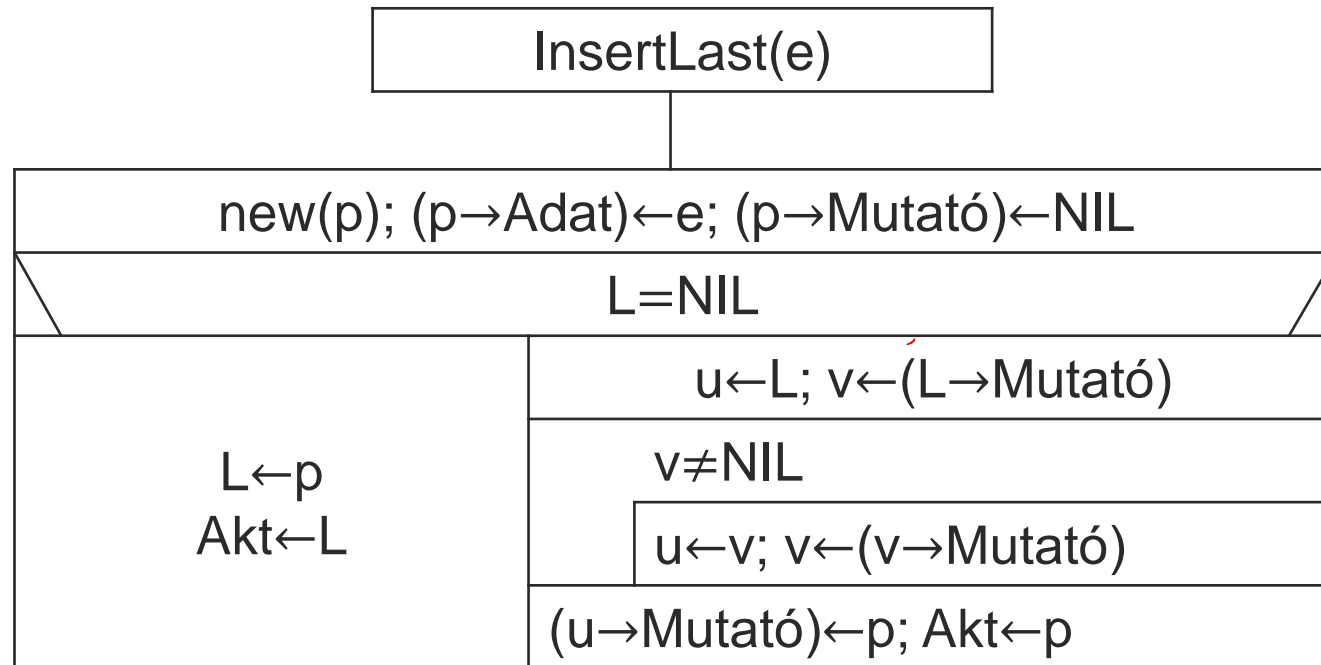 InsertLast(e)
new(p); (p→Adat)←e; (p→Mutató)←NIL
L=NIL
u←L; v←(L→Mutató)
v≠NIL
L←p
Akt←L
u←v; v←(v→Mutató)
(u→Mutató)←p; Akt←p